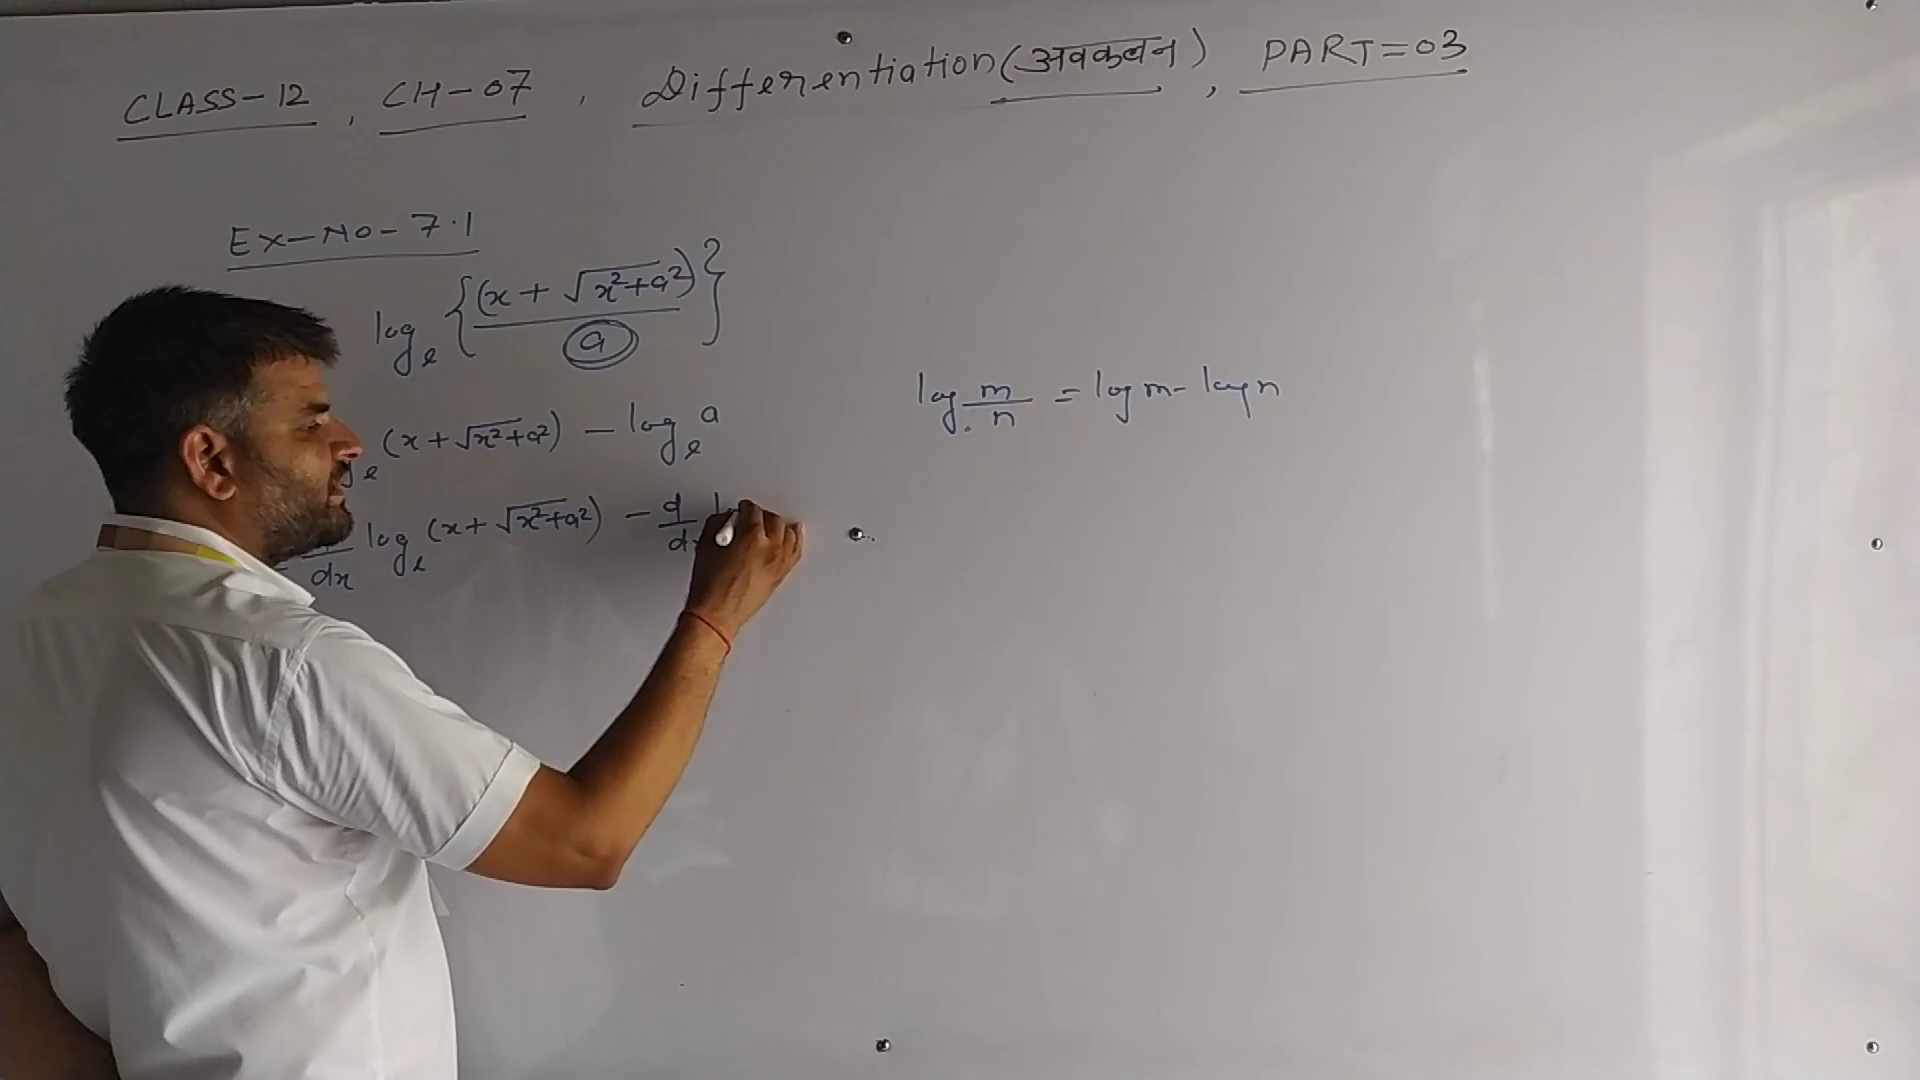 CLASS-12, CH-07, Differentiation (अवकलन), PART=03
Ex-No-7.1
log_e {(x + √x²+a²) / a}
e (x + √x²+a²) - log_e a
log m/n = log m - log n
d/dx log_e (x + √x²+a²) - d/dx